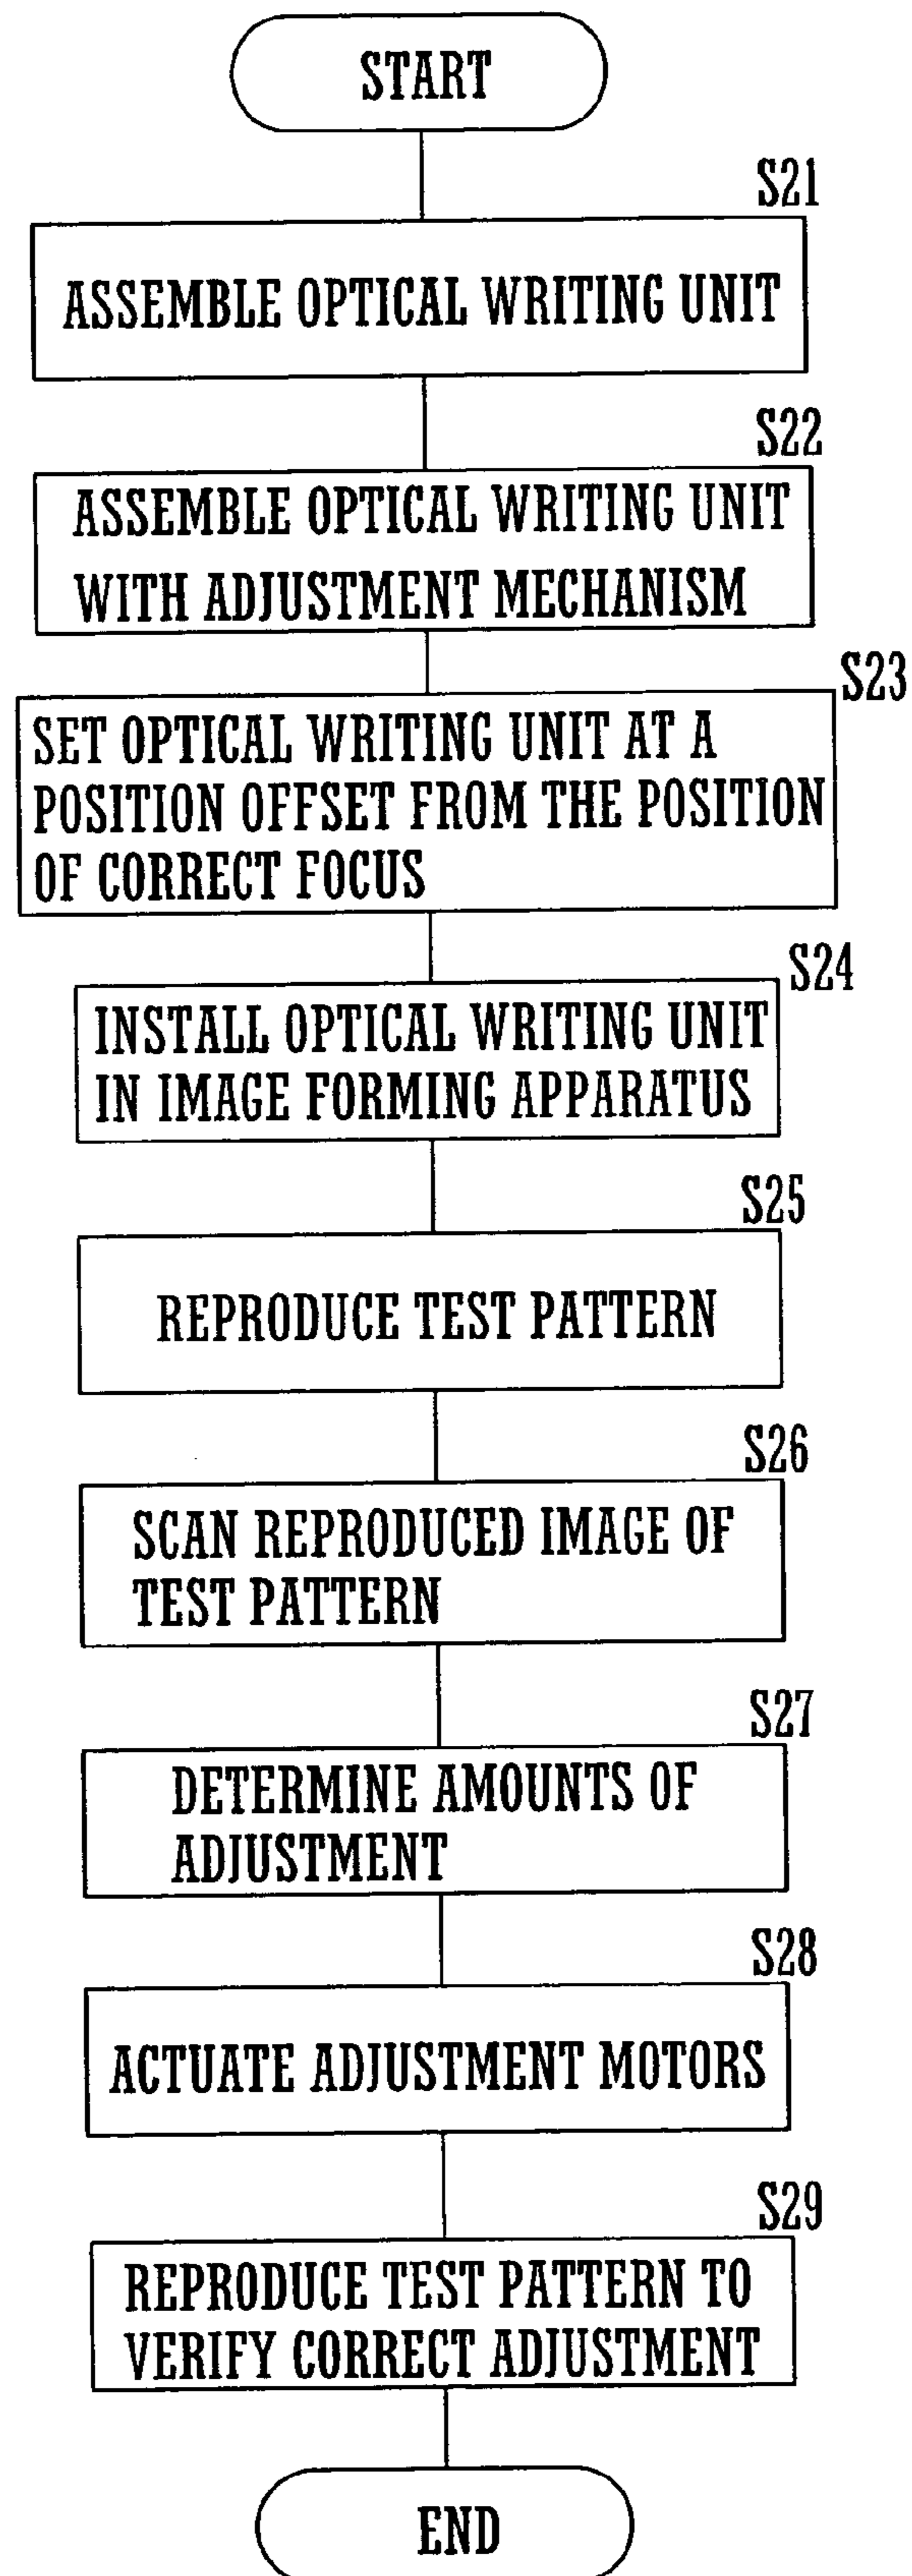 START
S21
ASSEMBLE OPTICAL WRITING UNIT
S22
ASSEMBLE OPTICAL WRITING UNIT
WITH ADJUSTMENT MECHANISM
S23
SET OPTICAL WRITING UNIT AT A
POSITION OFFSET FROM THE POSITION
OF CORRECT FOCUS
S24
INSTALL OPTICAL WRITING UNIT
IN IMAGE FORMING APPARATUS
S25
REPRODUCE TEST PATTERN
S26
SCAN REPRODUCED IMAGE OF
TEST PATTERN
S27
DETERMINE AMOUNTS OF
ADJUSTMENT
S28
ACTUATE ADJUSTMENT MOTORS
S29
REPRODUCE TEST PATTERN TO
VERIFY CORRECT ADJUSTMENT
END